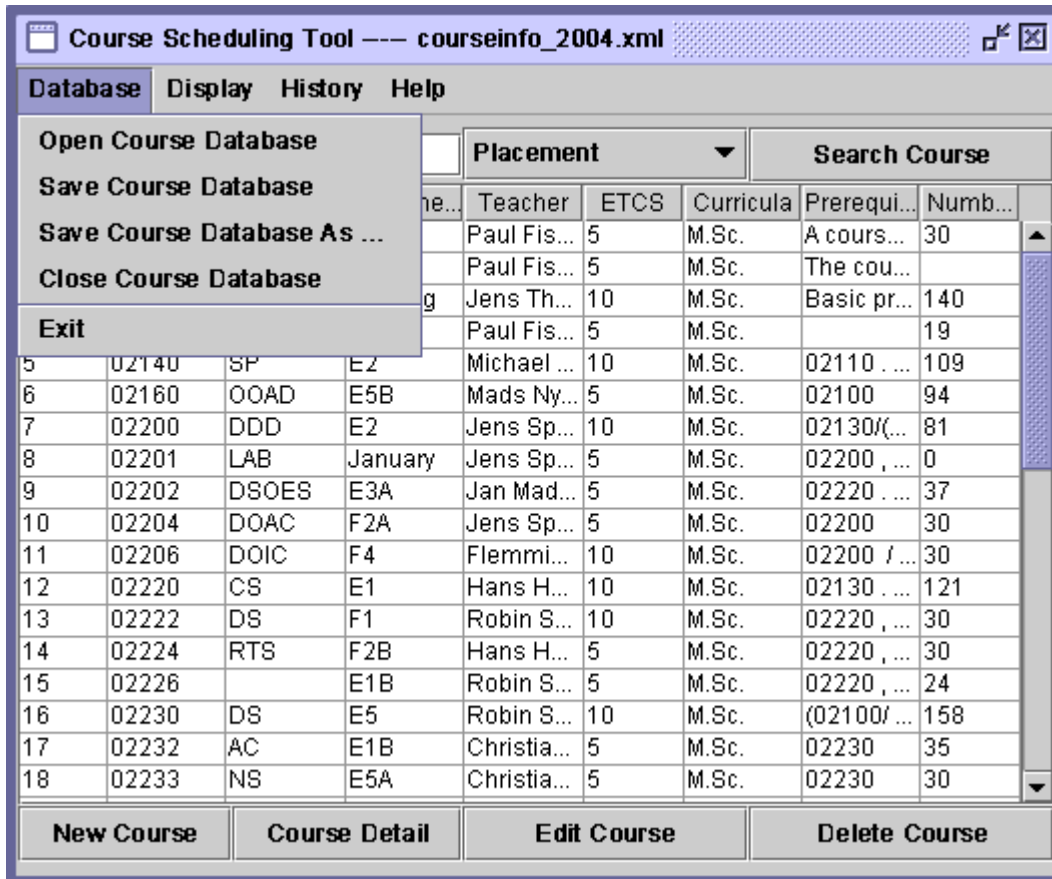 Course Scheduling Tool ---- courseinfo_2004.xml
Database Display History Help
Open Course Database
Save Course Database
Save Course Database As ...
Close Course Database
Exit
Placement Search Course
ne... Teacher ETCS Curricula Prerequi... Numb...
Paul Fis... 5 M.Sc. A cours... 30
Paul Fis... 5 M.Sc. The cou...
g Jens Th... 10 M.Sc. Basic pr... 140
Paul Fis... 5 M.Sc. 19
5 02140 SP E2 Michael ... 10 M.Sc. 02110 . ... 109
6 02160 OOAD E5B Mads Ny... 5 M.Sc. 02100 94
7 02200 DDD E2 Jens Sp... 10 M.Sc. 02130/(... 81
8 02201 LAB January Jens Sp... 5 M.Sc. 02200 , ... 0
9 02202 DSOES E3A Jan Mad... 5 M.Sc. 02220 . ... 37
10 02204 DOAC F2A Jens Sp... 5 M.Sc. 02200 30
11 02206 DOIC F4 Flemmi... 10 M.Sc. 02200 / ... 30
12 02220 CS E1 Hans H... 10 M.Sc. 02130 . ... 121
13 02222 DS F1 Robin S... 10 M.Sc. 02220 , ... 30
14 02224 RTS F2B Hans H... 5 M.Sc. 02220 , ... 30
15 02226 E1B Robin S... 5 M.Sc. 02220 , ... 24
16 02230 DS E5 Robin S... 10 M.Sc. (02100/ ... 158
17 02232 AC E1B Christia... 5 M.Sc. 02230 35
18 02233 NS E5A Christia... 5 M.Sc. 02230 30
New Course Course Detail Edit Course Delete Course